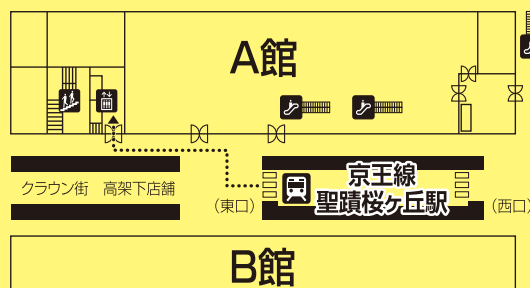 A館
クラウン街 高架下店舗
(東口)
京王線
聖蹟桜ヶ丘駅
(西口)
B館